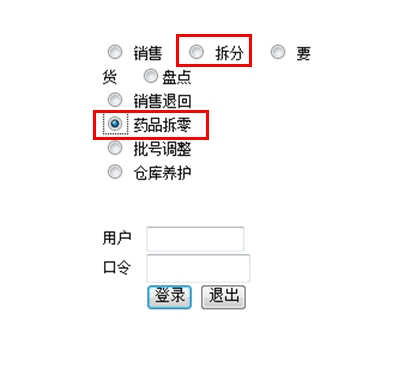 销售 拆分 要
货 盘点
销售退回
药品拆零
批号调整
仓库养护
用户
口令
登录 退出